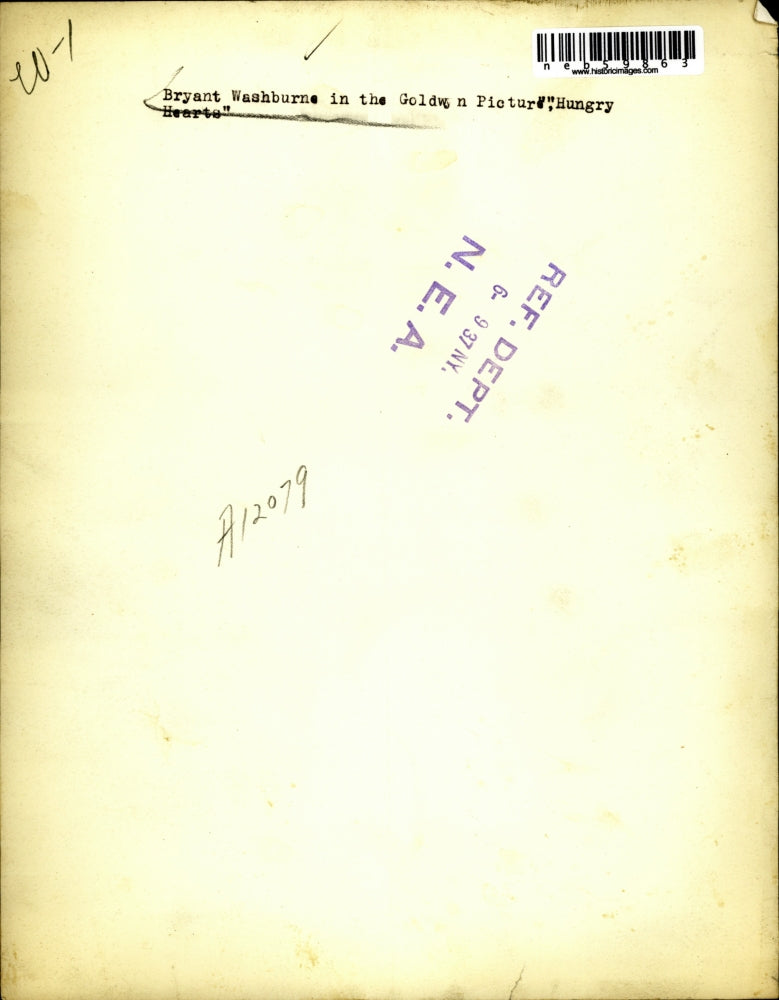 W-1
neb59863
www.historicimages.com
Bryant Washburne in the Goldwyn Picture,"Hungry
Hearts"
REF. DEPT.
6- 9 37 NY.
N. E. A.
A12079